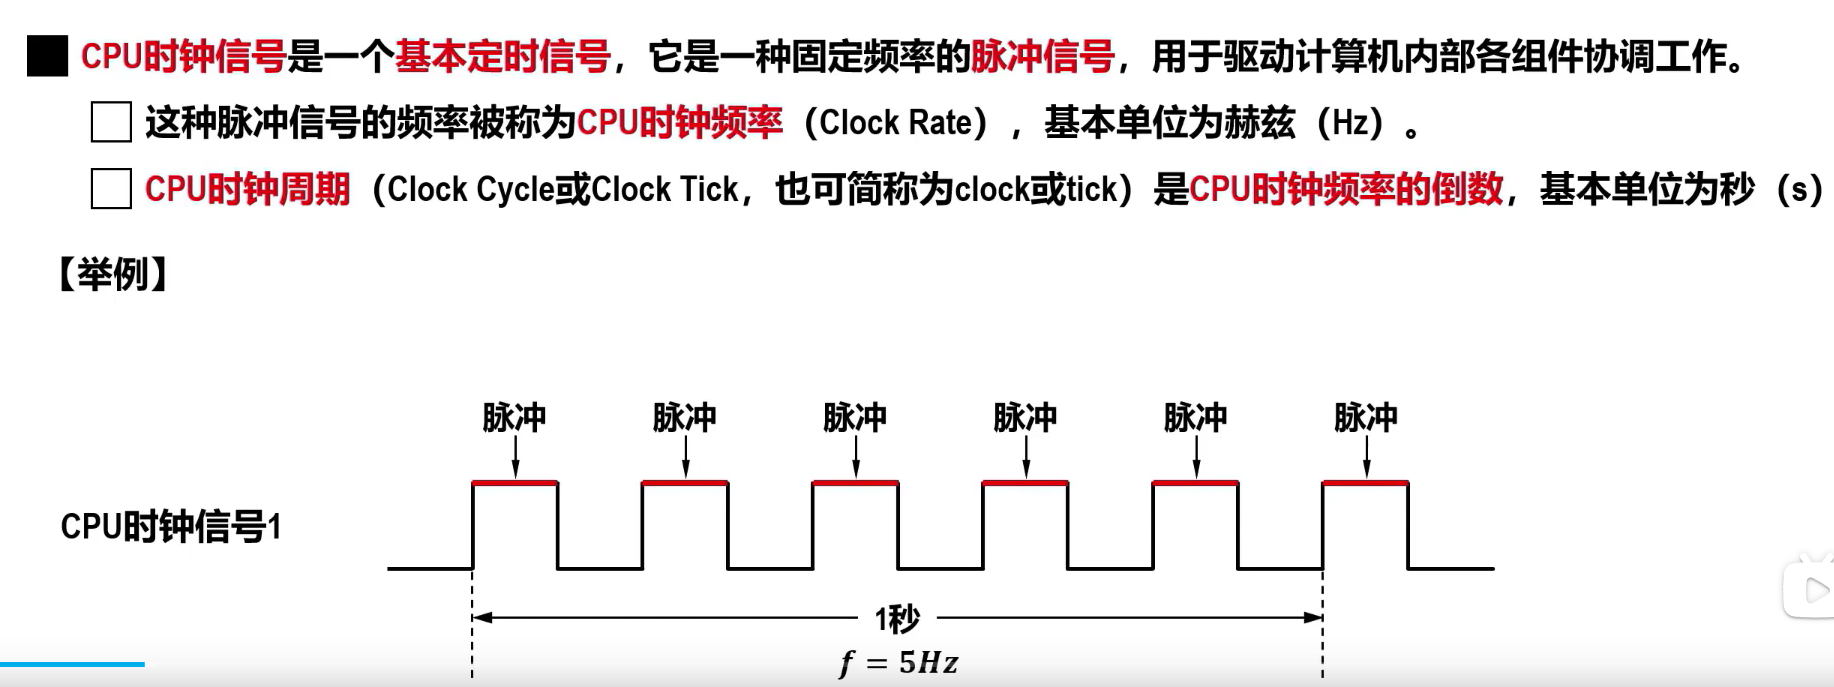 CPU时钟信号是一个基本定时信号，它是一种固定频率的脉冲信号，用于驱动计算机内部各组件协调工作。
这种脉冲信号的频率被称为CPU时钟频率（Clock Rate），基本单位为赫兹（Hz）。
CPU时钟周期（Clock Cycle或Clock Tick，也可简称为clock或tick）是CPU时钟频率的倒数，基本单位为秒（s）
【举例】
脉冲 脉冲 脉冲 脉冲 脉冲 脉冲
CPU时钟信号1
1秒
f = 5Hz